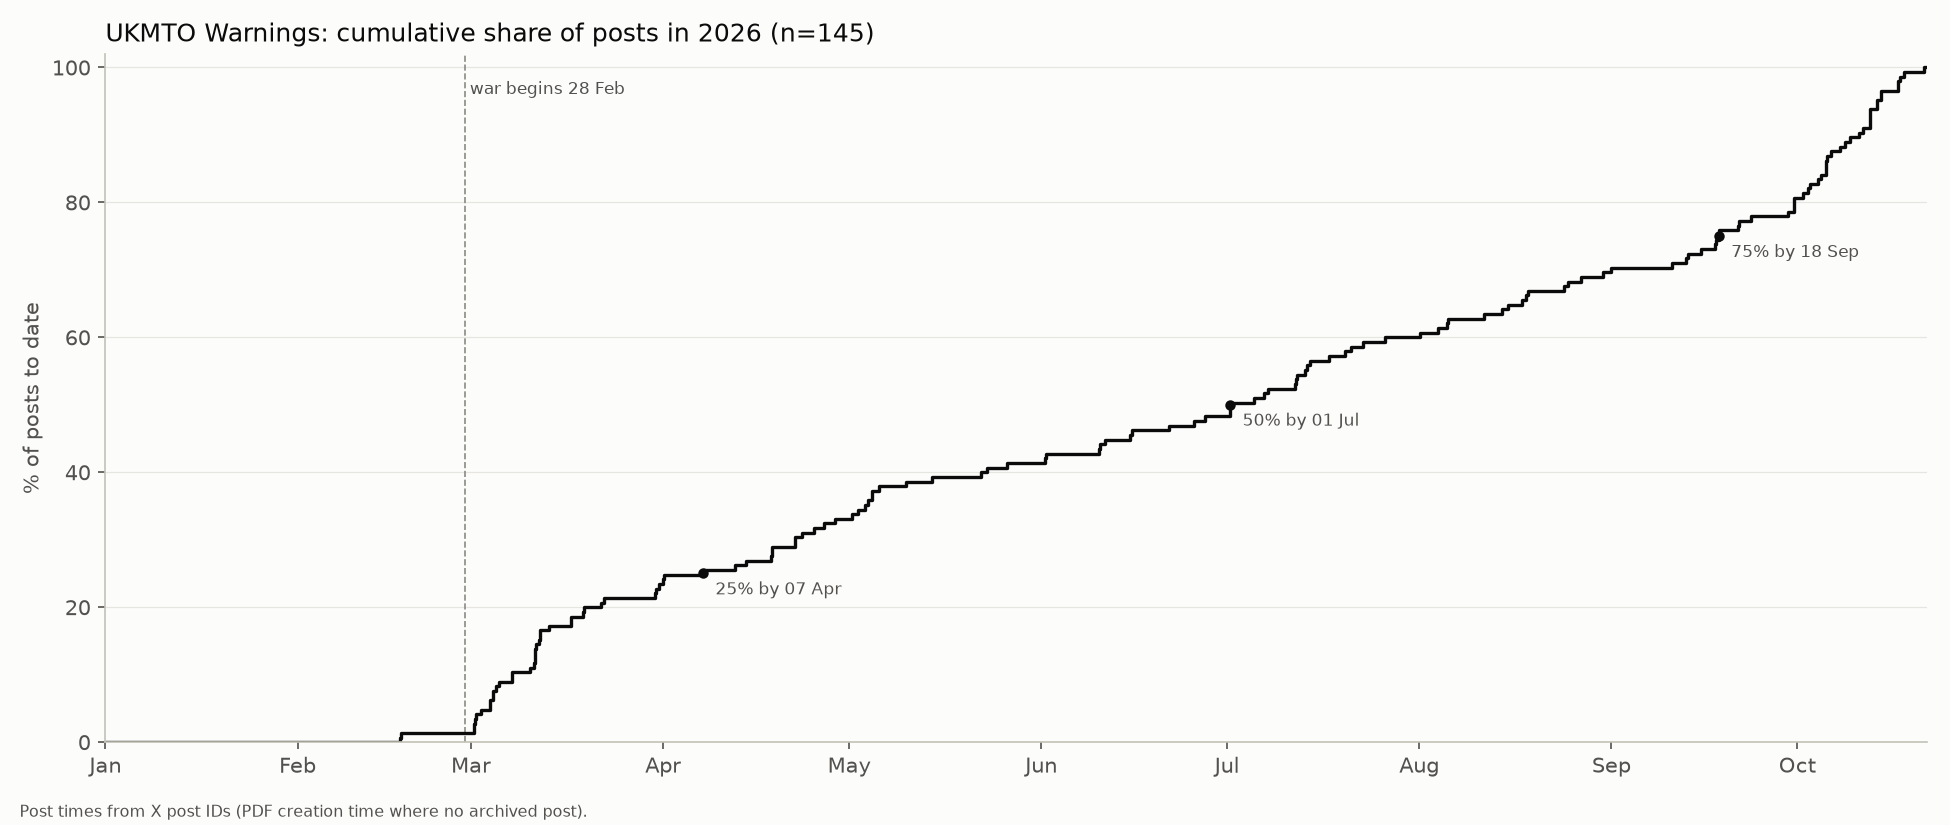 UKMTO Warnings: cumulative share of posts in 2026 (n=145)
100
war begins 28 Feb
80
75% by 18 Sep
60
% of posts to date
50% by 01 Jul
40
25% by 07 Apr
20
0
Jan Feb Mar Apr May Jun Jul Aug Sep Oct
Post times from X post IDs (PDF creation time where no archived post).